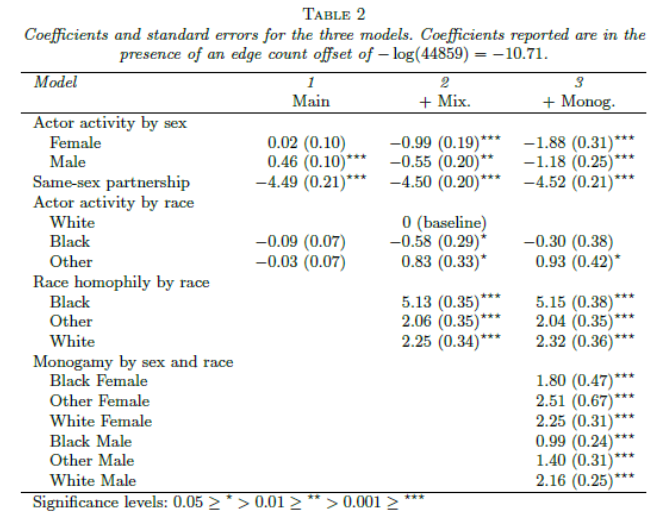 TABLE 2
Coefficients and standard errors for the three models. Coefficients reported are in the
presence of an edge count offset of − log(44859) = −10.71.
Model 1 2 3
Main + Mix. + Monog.
Actor activity by sex
Female 0.02 (0.10) −0.99 (0.19)*** −1.88 (0.31)***
Male 0.46 (0.10)*** −0.55 (0.20)** −1.18 (0.25)***
Same-sex partnership −4.49 (0.21)*** −4.50 (0.20)*** −4.52 (0.21)***
Actor activity by race
White 0 (baseline)
Black −0.09 (0.07) −0.58 (0.29)* −0.30 (0.38)
Other −0.03 (0.07) 0.83 (0.33)* 0.93 (0.42)*
Race homophily by race
Black 5.13 (0.35)*** 5.15 (0.38)***
Other 2.06 (0.35)*** 2.04 (0.35)***
White 2.25 (0.34)*** 2.32 (0.36)***
Monogamy by sex and race
Black Female 1.80 (0.47)***
Other Female 2.51 (0.67)***
White Female 2.25 (0.31)***
Black Male 0.99 (0.24)***
Other Male 1.40 (0.31)***
White Male 2.16 (0.25)***
Significance levels: 0.05 ≥ * > 0.01 ≥ ** > 0.001 ≥ ***